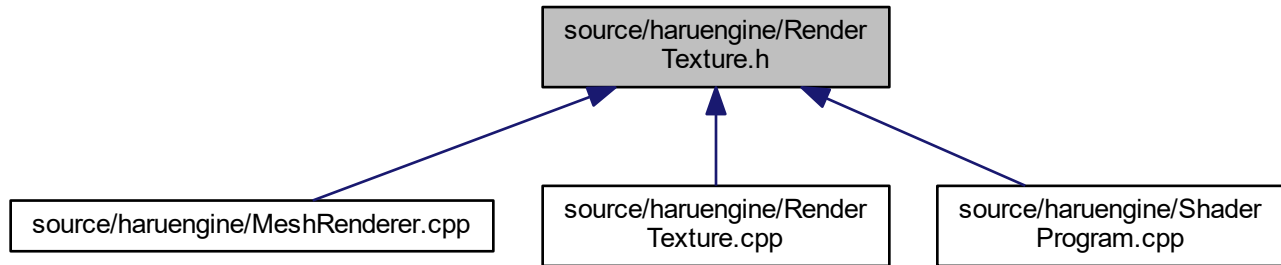 source/haruengine/Render
Texture.h
source/haruengine/MeshRenderer.cpp
source/haruengine/Render
Texture.cpp
source/haruengine/Shader
Program.cpp